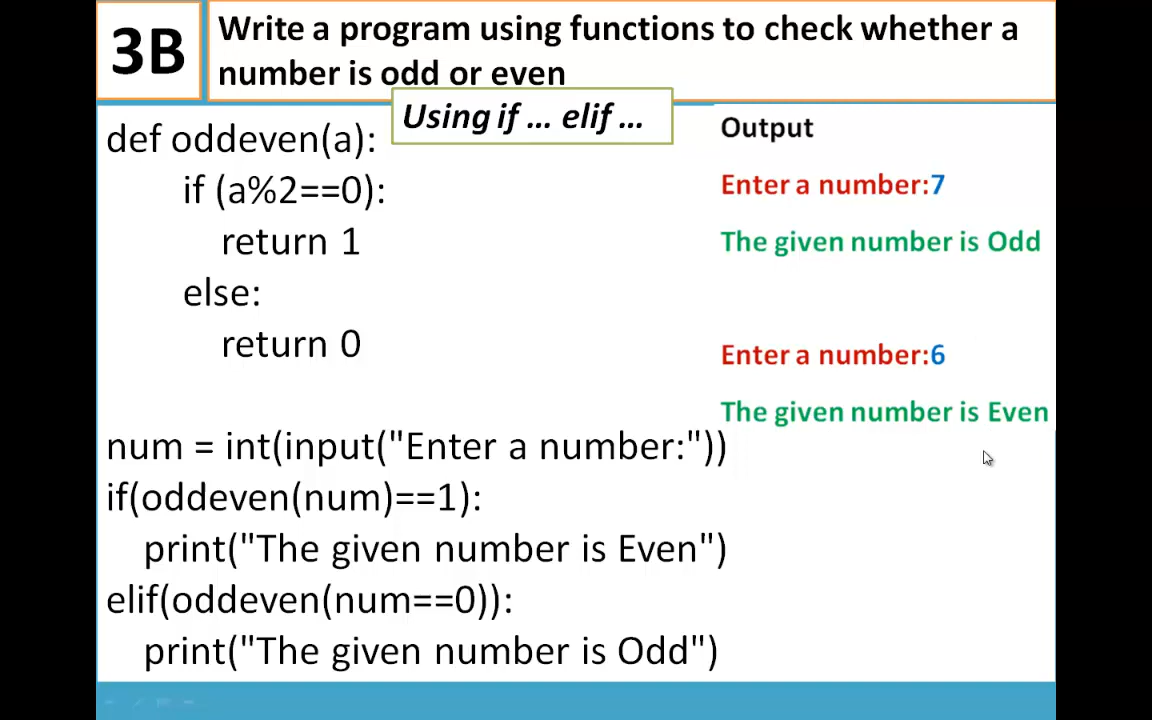 3B
Write a program using functions to check whether a
number is odd or even
Using if ... elif ...
def oddeven(a):
if (a%2==0):
return 1
else:
return 0
num = int(input("Enter a number:"))
if(oddeven(num)==1):
print("The given number is Even")
elif(oddeven(num==0)):
print("The given number is Odd")
Output
Enter a number:7
The given number is Odd
Enter a number:6
The given number is Even